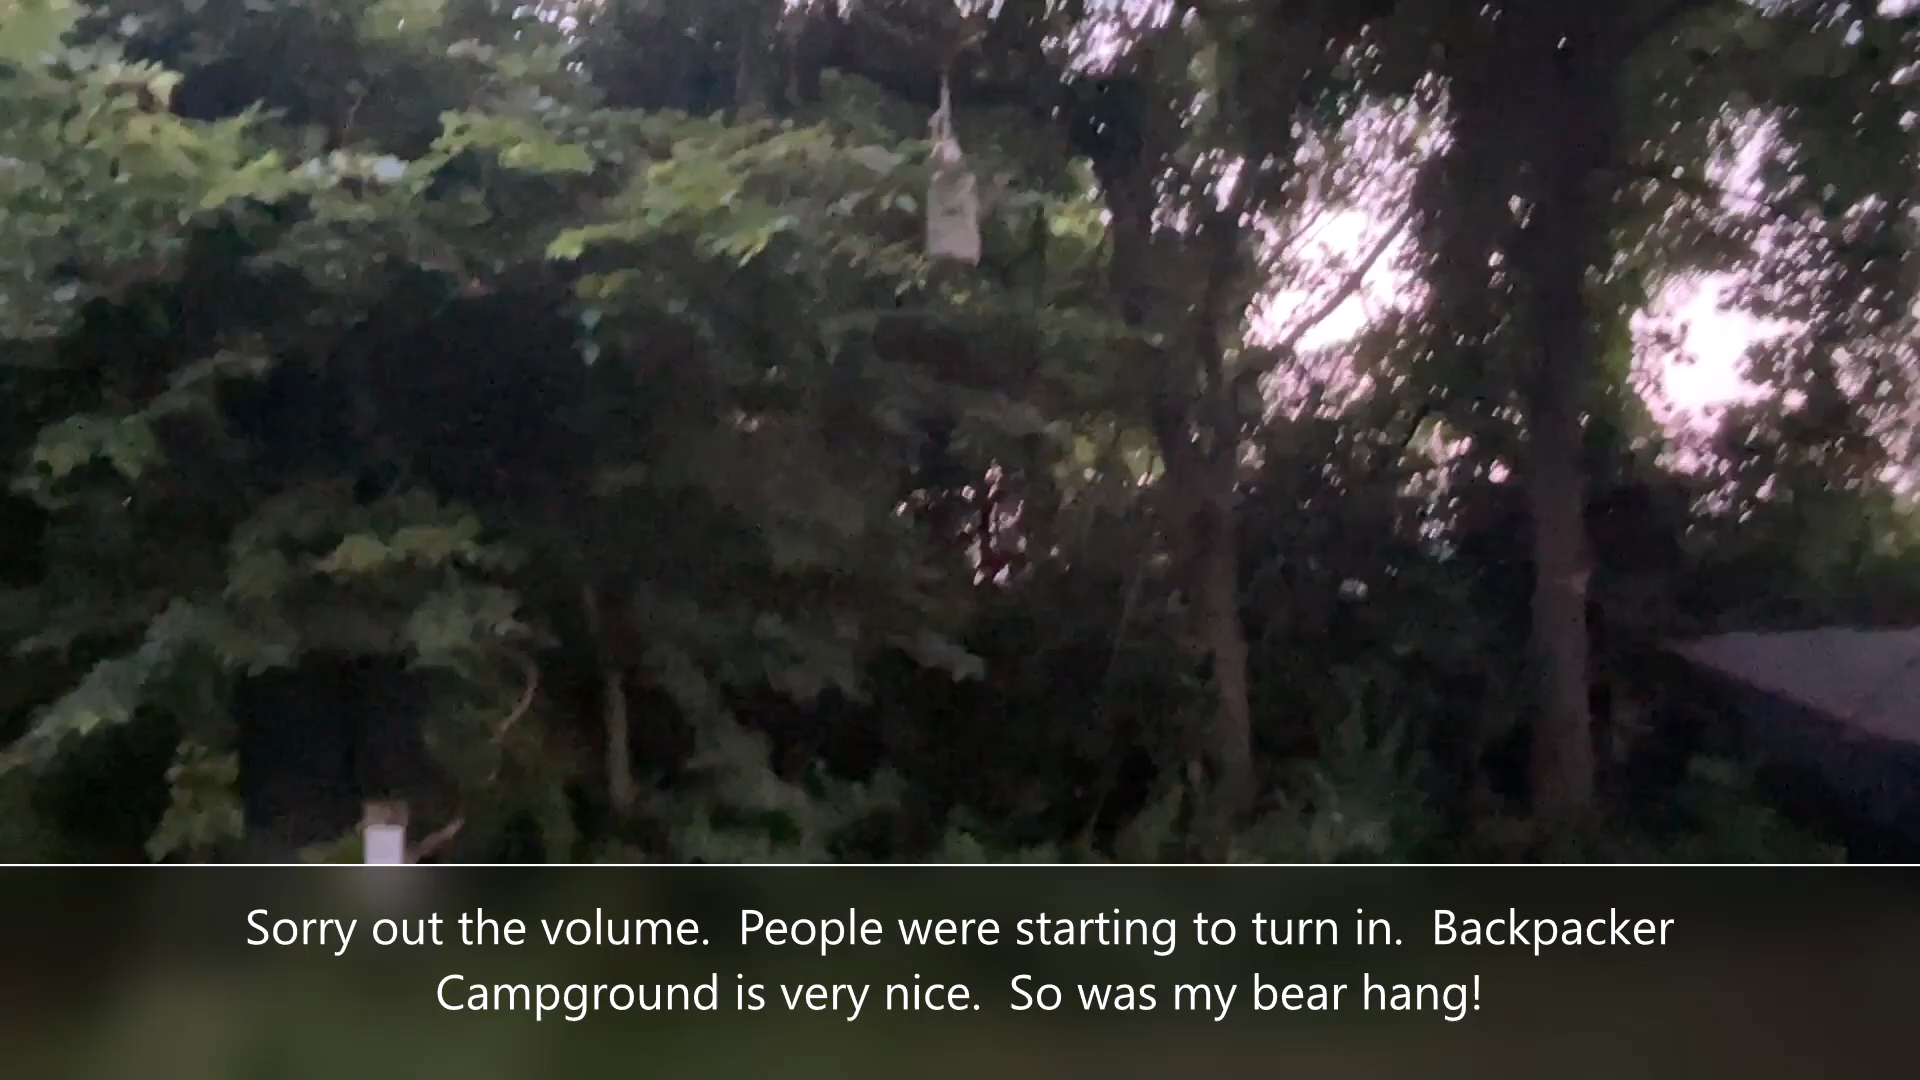 Sorry out the volume.  People were starting to turn in.  Backpacker
Campground is very nice.  So was my bear hang!